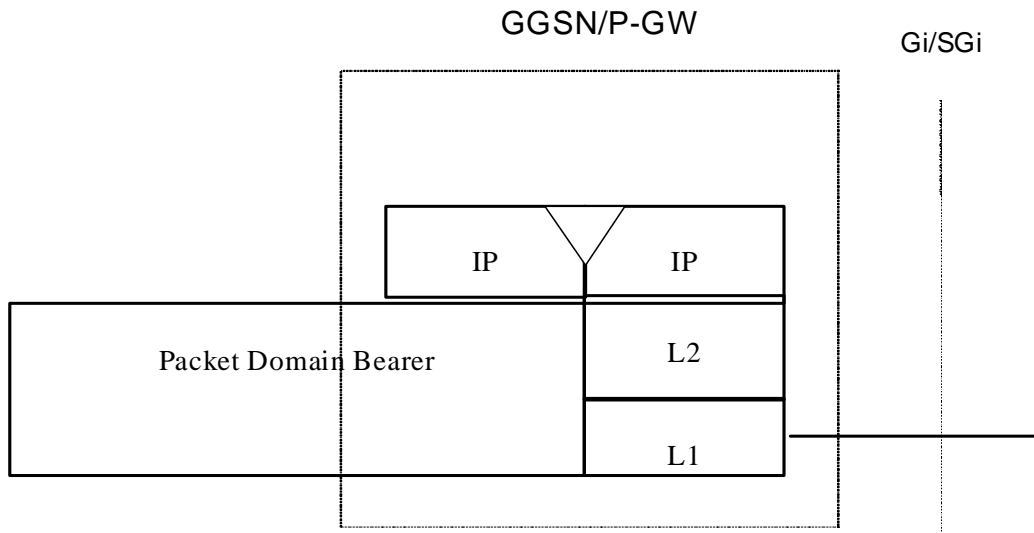 GGSN/P-GW
Gi/SGi
IP
IP
Packet Domain Bearer
L2
L1